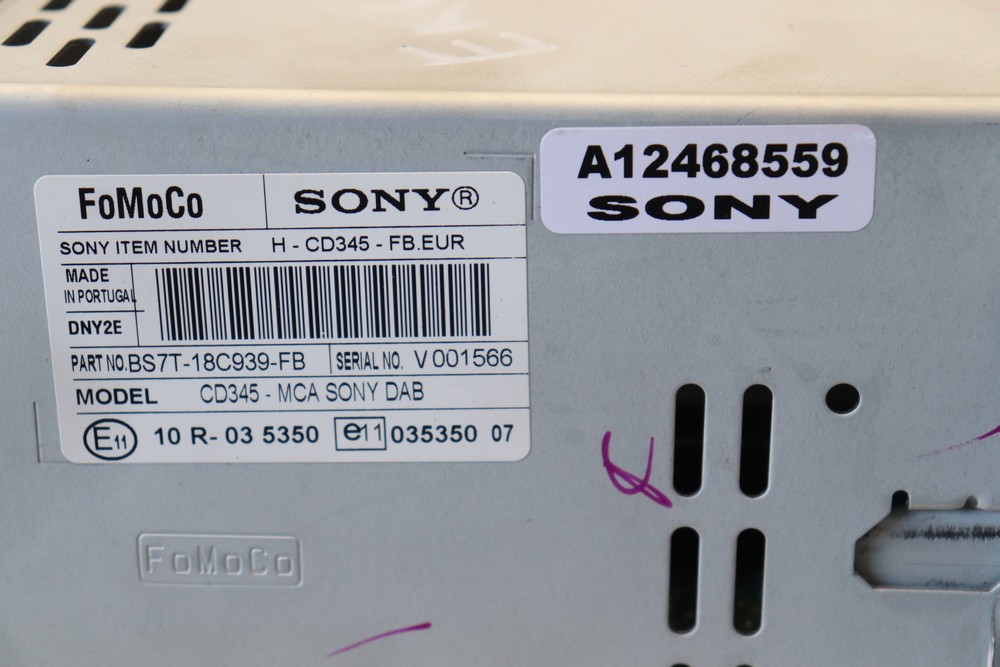 FoMoCo SONY®
SONY ITEM NUMBER H - CD345 - FB.EUR
MADE
IN PORTUGAL
DNY2E
PART NO. BS7T-18C939-FB SERIAL NO. V 001566
MODEL CD345 - MCA SONY DAB
E11 10 R- 03 5350 e11 035350 07
A12468559
SONY
FoMoCo